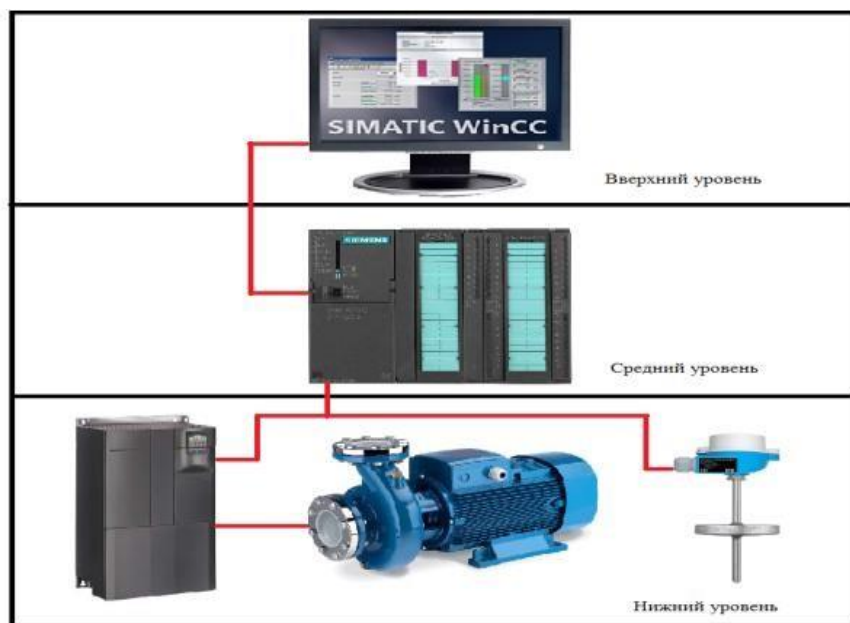 SIMATIC WinCC
Вверхний уровень
SIEMENS
Средний уровень
Нижний уровень